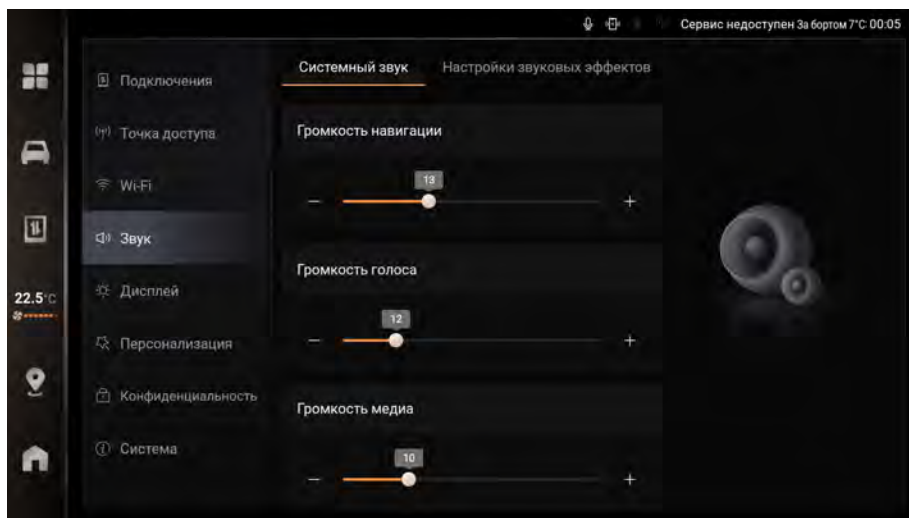 Сервис недоступен За бортом 7°C 00:05
Подключения
Точка доступа
Wi-Fi
Звук
Дисплей
Персонализация
Конфиденциальность
Система
22.5°C
Системный звук Настройки звуковых эффектов
Громкость навигации
13
− +
Громкость голоса
12
− +
Громкость медиа
10
− +